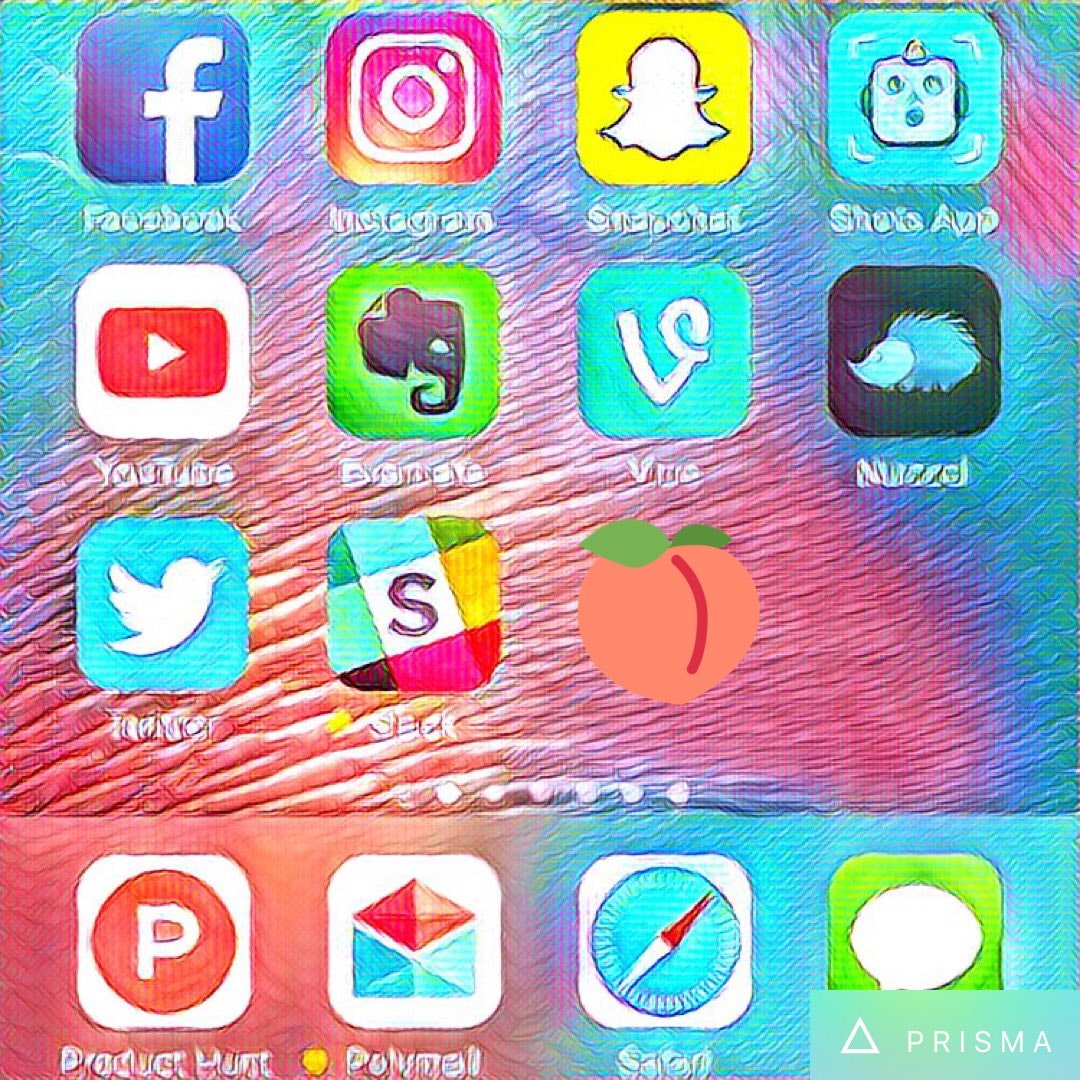 Facebook Instagram Snapchat Shots App
YouTube Evernote Vine Nuzzel
Twitter Slack
Product Hunt Polymail Safari
PRISMA